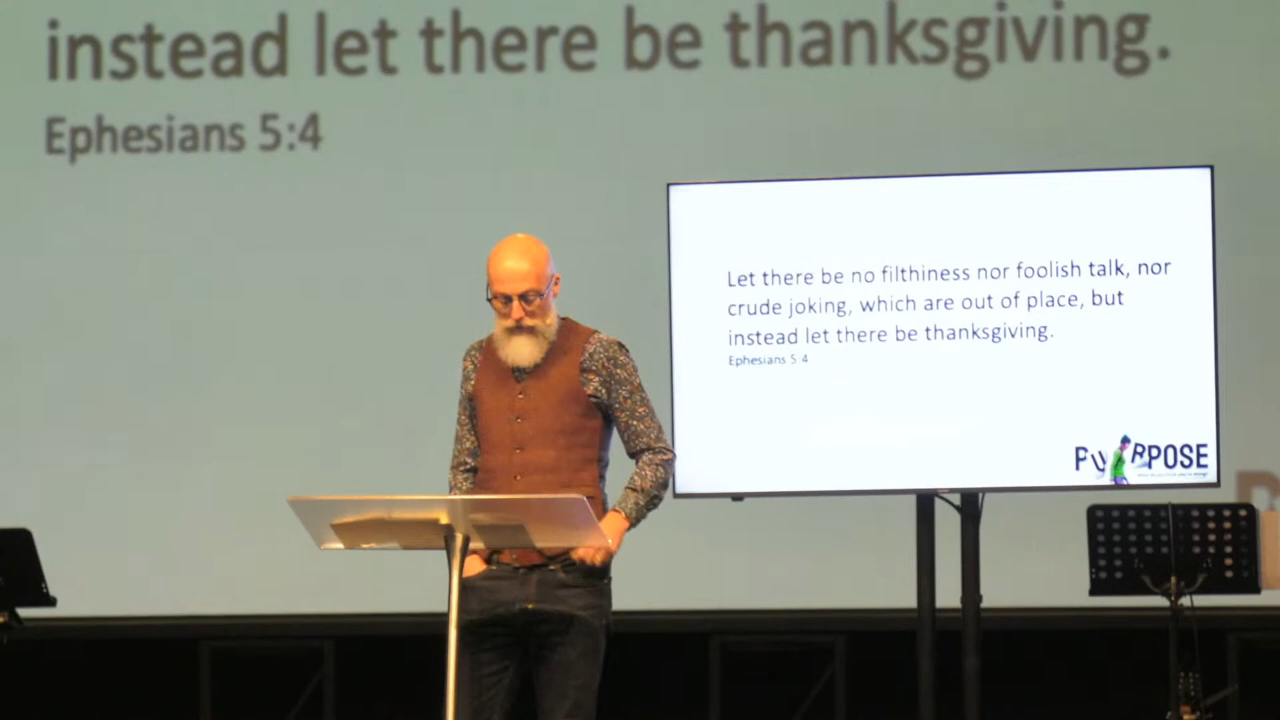 instead let there be thanksgiving.
Ephesians 5:4
Let there be no filthiness nor foolish talk, nor
crude joking, which are out of place, but
instead let there be thanksgiving.
Ephesians 5:4
PURPOSE